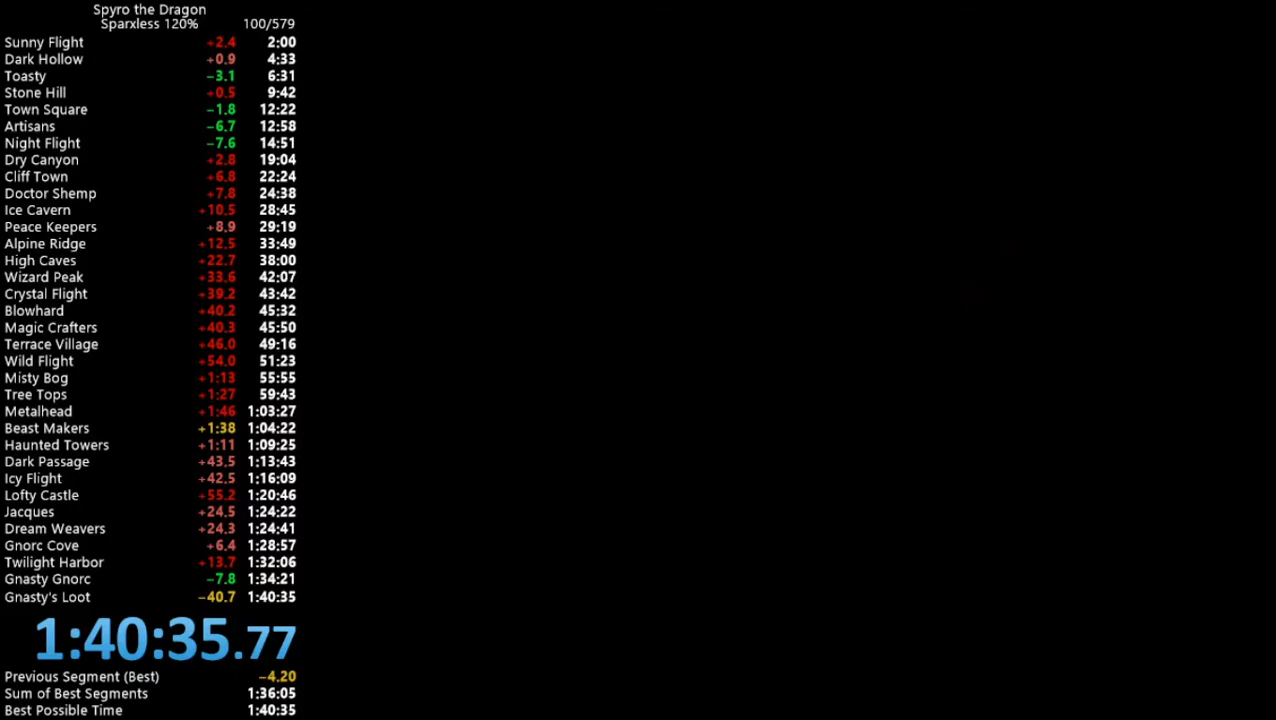 Spyro the Dragon
Sparxless 120% 100/579
Sunny Flight +2.4 2:00
Dark Hollow +0.9 4:33
Toasty −3.1 6:31
Stone Hill +0.5 9:42
Town Square −1.8 12:22
Artisans −6.7 12:58
Night Flight −7.6 14:51
Dry Canyon +2.8 19:04
Cliff Town +6.8 22:24
Doctor Shemp +7.8 24:38
Ice Cavern +10.5 28:45
Peace Keepers +8.9 29:19
Alpine Ridge +12.5 33:49
High Caves +22.7 38:00
Wizard Peak +33.6 42:07
Crystal Flight +39.2 43:42
Blowhard +40.2 45:32
Magic Crafters +40.3 45:50
Terrace Village +46.0 49:16
Wild Flight +54.0 51:23
Misty Bog +1:13 55:55
Tree Tops +1:27 59:43
Metalhead +1:46 1:03:27
Beast Makers +1:38 1:04:22
Haunted Towers +1:11 1:09:25
Dark Passage +43.5 1:13:43
Icy Flight +42.5 1:16:09
Lofty Castle +55.2 1:20:46
Jacques +24.5 1:24:22
Dream Weavers +24.3 1:24:41
Gnorc Cove +6.4 1:28:57
Twilight Harbor +13.7 1:32:06
Gnasty Gnorc −7.8 1:34:21
Gnasty's Loot −40.7 1:40:35
1:40:35.77
Previous Segment (Best) −4.20
Sum of Best Segments 1:36:05
Best Possible Time 1:40:35